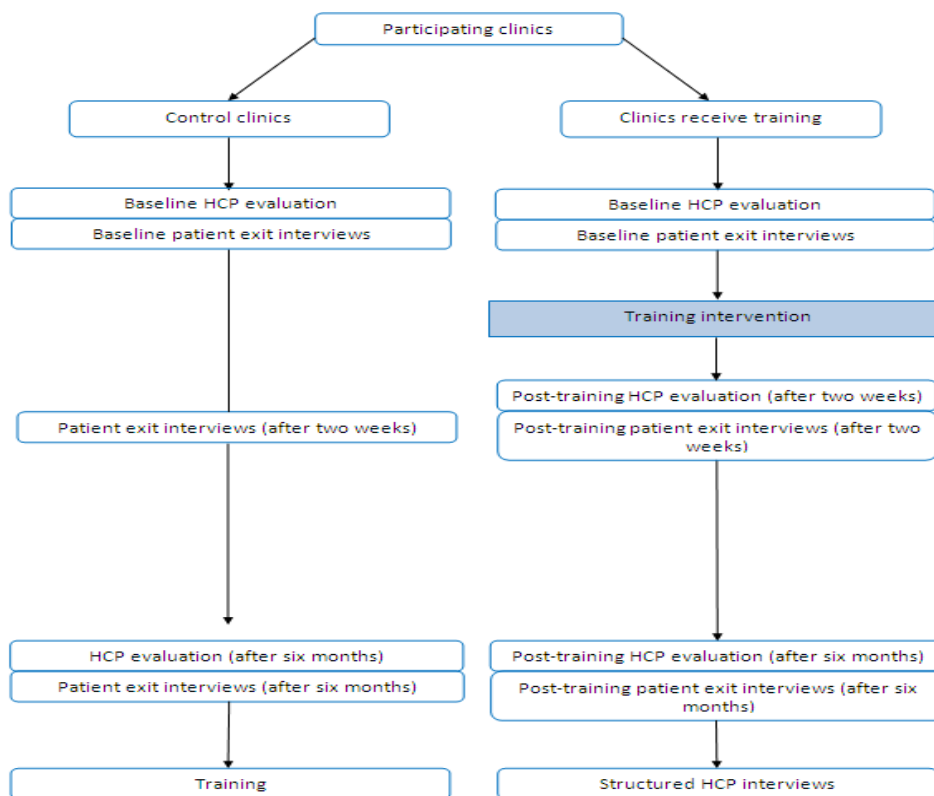 Participating clinics
Control clinics
Clinics receive training
Baseline HCP evaluation
Baseline patient exit interviews
Baseline HCP evaluation
Baseline patient exit interviews
Training intervention
Patient exit interviews (after two weeks)
Post-training HCP evaluation (after two weeks)
Post-training patient exit interviews (after two
weeks)
HCP evaluation (after six months)
Patient exit interviews (after six months)
Post-training HCP evaluation (after six months)
Post-training patient exit interviews (after six
months)
Training
Structured HCP interviews